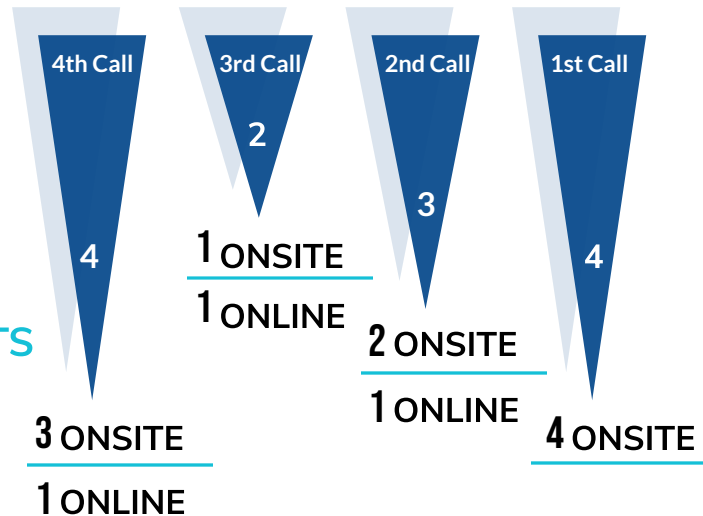 4th Call
4
3 ONSITE
1 ONLINE
3rd Call
2
1 ONSITE
1 ONLINE
2nd Call
3
2 ONSITE
1 ONLINE
1st Call
4
4 ONSITE
TS